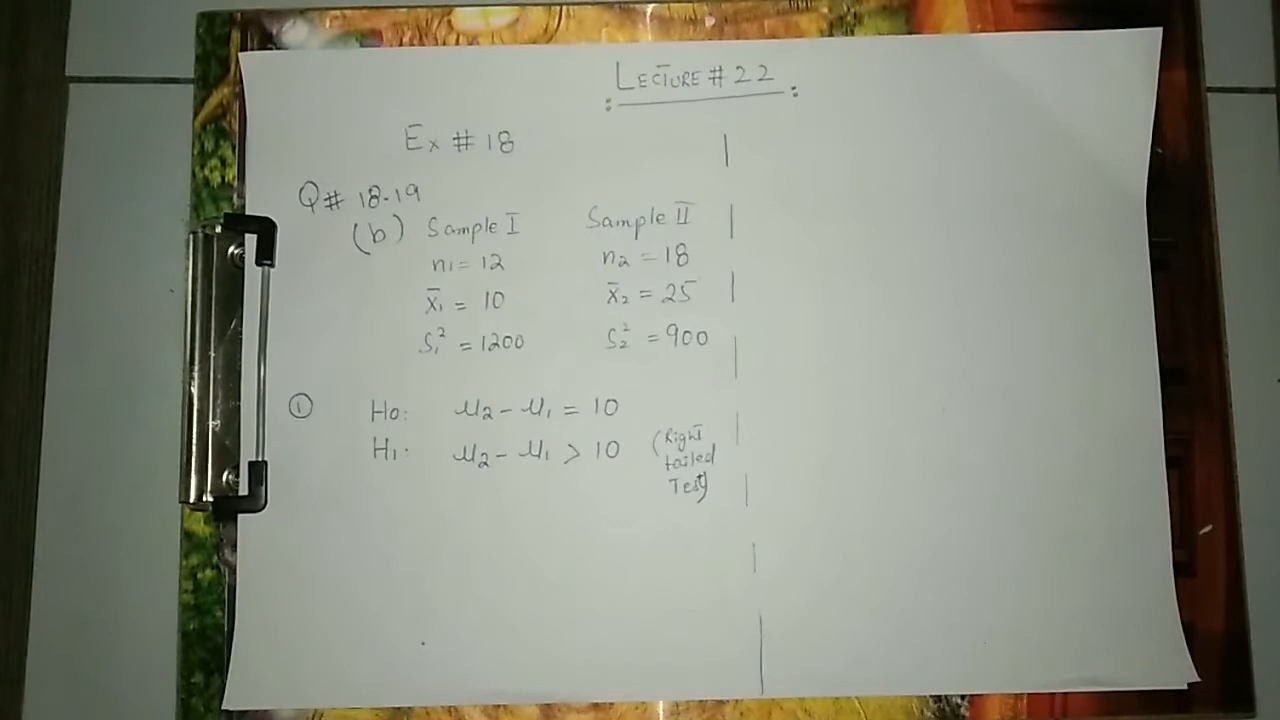 LECTURE # 22
Ex # 18
Q# 18-19
(b) Sample I Sample II
n₁ = 12 n₂ = 18
x̄₁ = 10 x̄₂ = 25
S₁² = 1200 S₂² = 900
① H₀: μ₂ - μ₁ = 10
H₁: μ₂ - μ₁ > 10 (Right
tailed
Test)